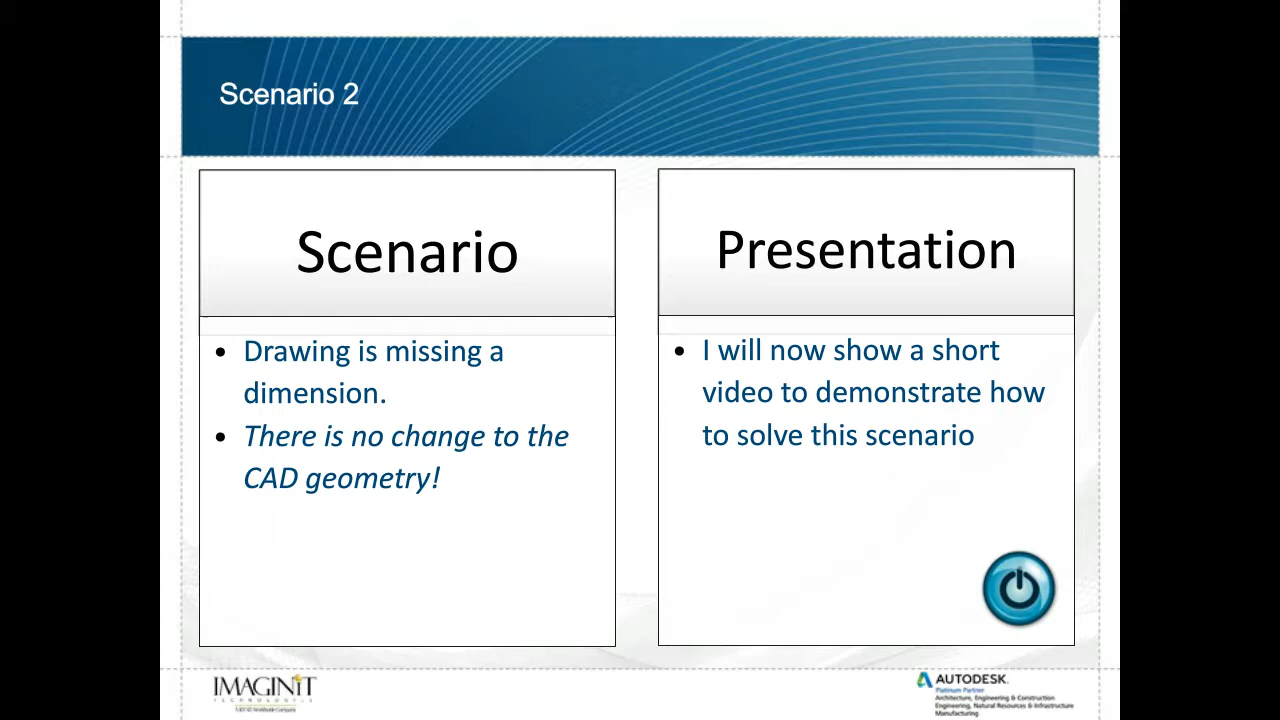 Scenario 2
Scenario
• Drawing is missing a
dimension.
• There is no change to the
CAD geometry!
Presentation
• I will now show a short
video to demonstrate how
to solve this scenario
IMAGINiT
TECHNOLOGIES
AUTODESK.
Platinum Partner
Architecture, Engineering & Construction
Engineering, Natural Resources & Infrastructure
Manufacturing